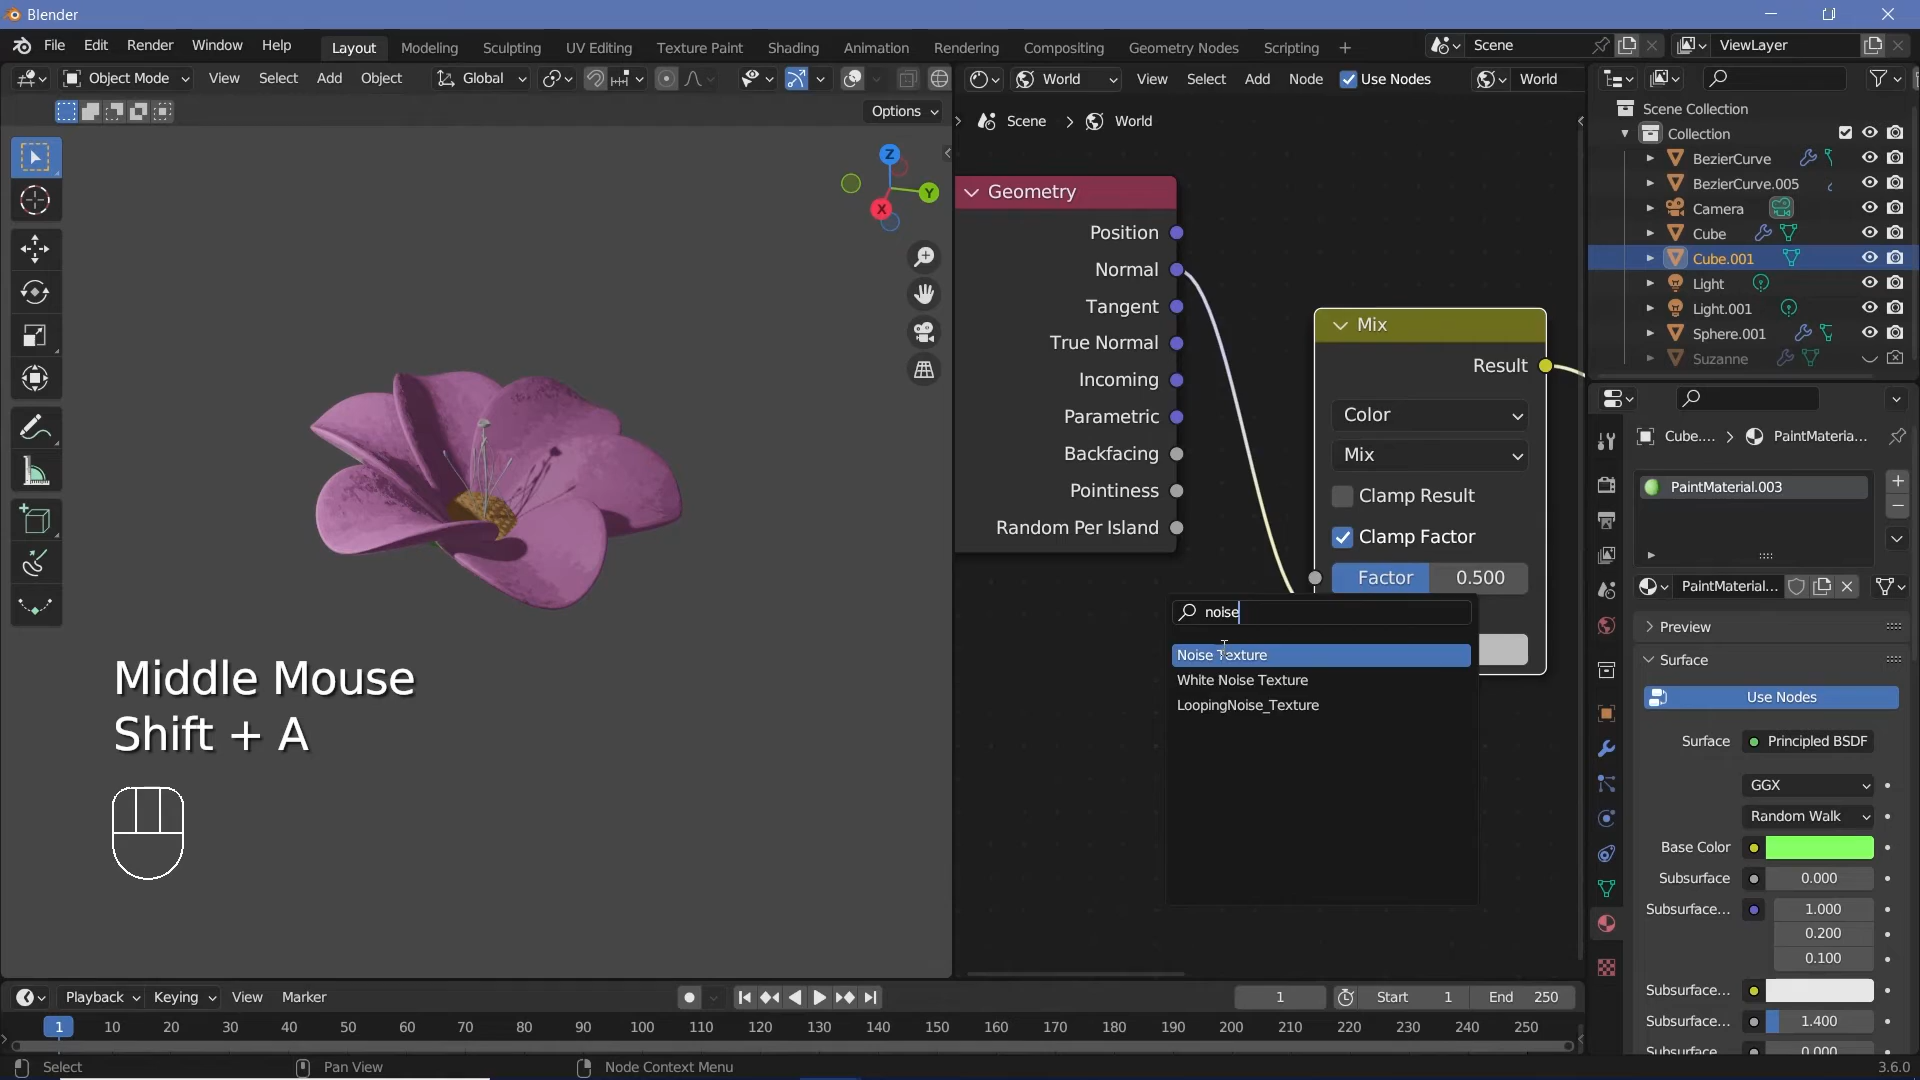 Blender
File Edit Render Window Help Layout Modeling Sculpting UV Editing Texture Paint Shading Animation Rendering Compositing Geometry Nodes Scripting + Scene ViewLayer
Object Mode View Select Add Object Global World View Select Add Node Use Nodes World
Options
Scene > World
Scene Collection
Collection
BezierCurve
BezierCurve.005
Camera
Cube
Cube.001
Light
Light.001
Sphere.001
Suzanne
Z
Y
X
Geometry
Position
Normal
Tangent
True Normal
Incoming
Parametric
Backfacing
Pointiness
Random Per Island
Mix
Result
Color
Mix
Clamp Result
Clamp Factor
Factor 0.500
noise
Noise Texture
White Noise Texture
LoopingNoise_Texture
Middle Mouse
Shift + A
Cube.... > PaintMateria...
PaintMaterial.003
PaintMaterial...
Preview
Surface
Use Nodes
Surface Principled BSDF
GGX
Random Walk
Base Color
Subsurface 0.000
Subsurface... 1.000
0.200
0.100
Subsurface...
Subsurface... 1.400
Subsurface... 0.000
Playback Keying View Marker 1 Start 1 End 250
1 10 20 30 40 50 60 70 80 90 100 110 120 130 140 150 160 170 180 190 200 210 220 230 240 250
Select Pan View Node Context Menu 3.6.0